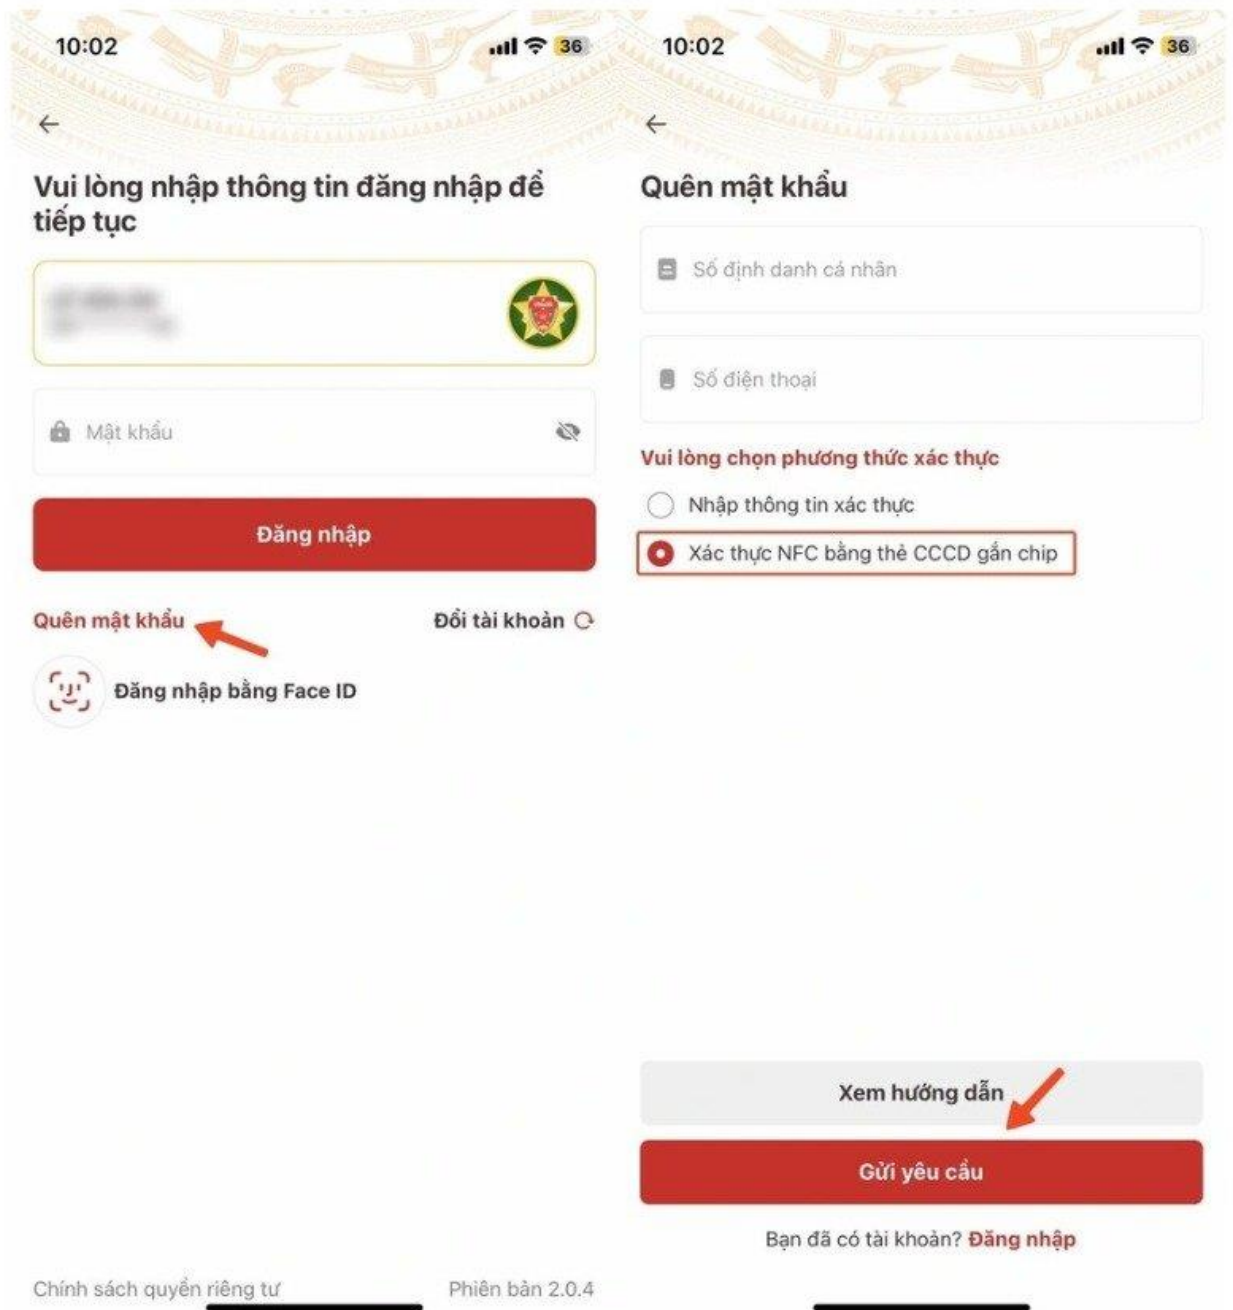 10:02
36
Vui lòng nhập thông tin đăng nhập để
tiếp tục
Mật khẩu
Đăng nhập
Quên mật khẩu
Đổi tài khoản
Đăng nhập bằng Face ID
Chính sách quyền riêng tư
Phiên bản 2.0.4
10:02
36
Quên mật khẩu
Số định danh cá nhân
Số điện thoại
Vui lòng chọn phương thức xác thực
Nhập thông tin xác thực
Xác thực NFC bằng thẻ CCCD gắn chip
Xem hướng dẫn
Gửi yêu cầu
Bạn đã có tài khoản? Đăng nhập